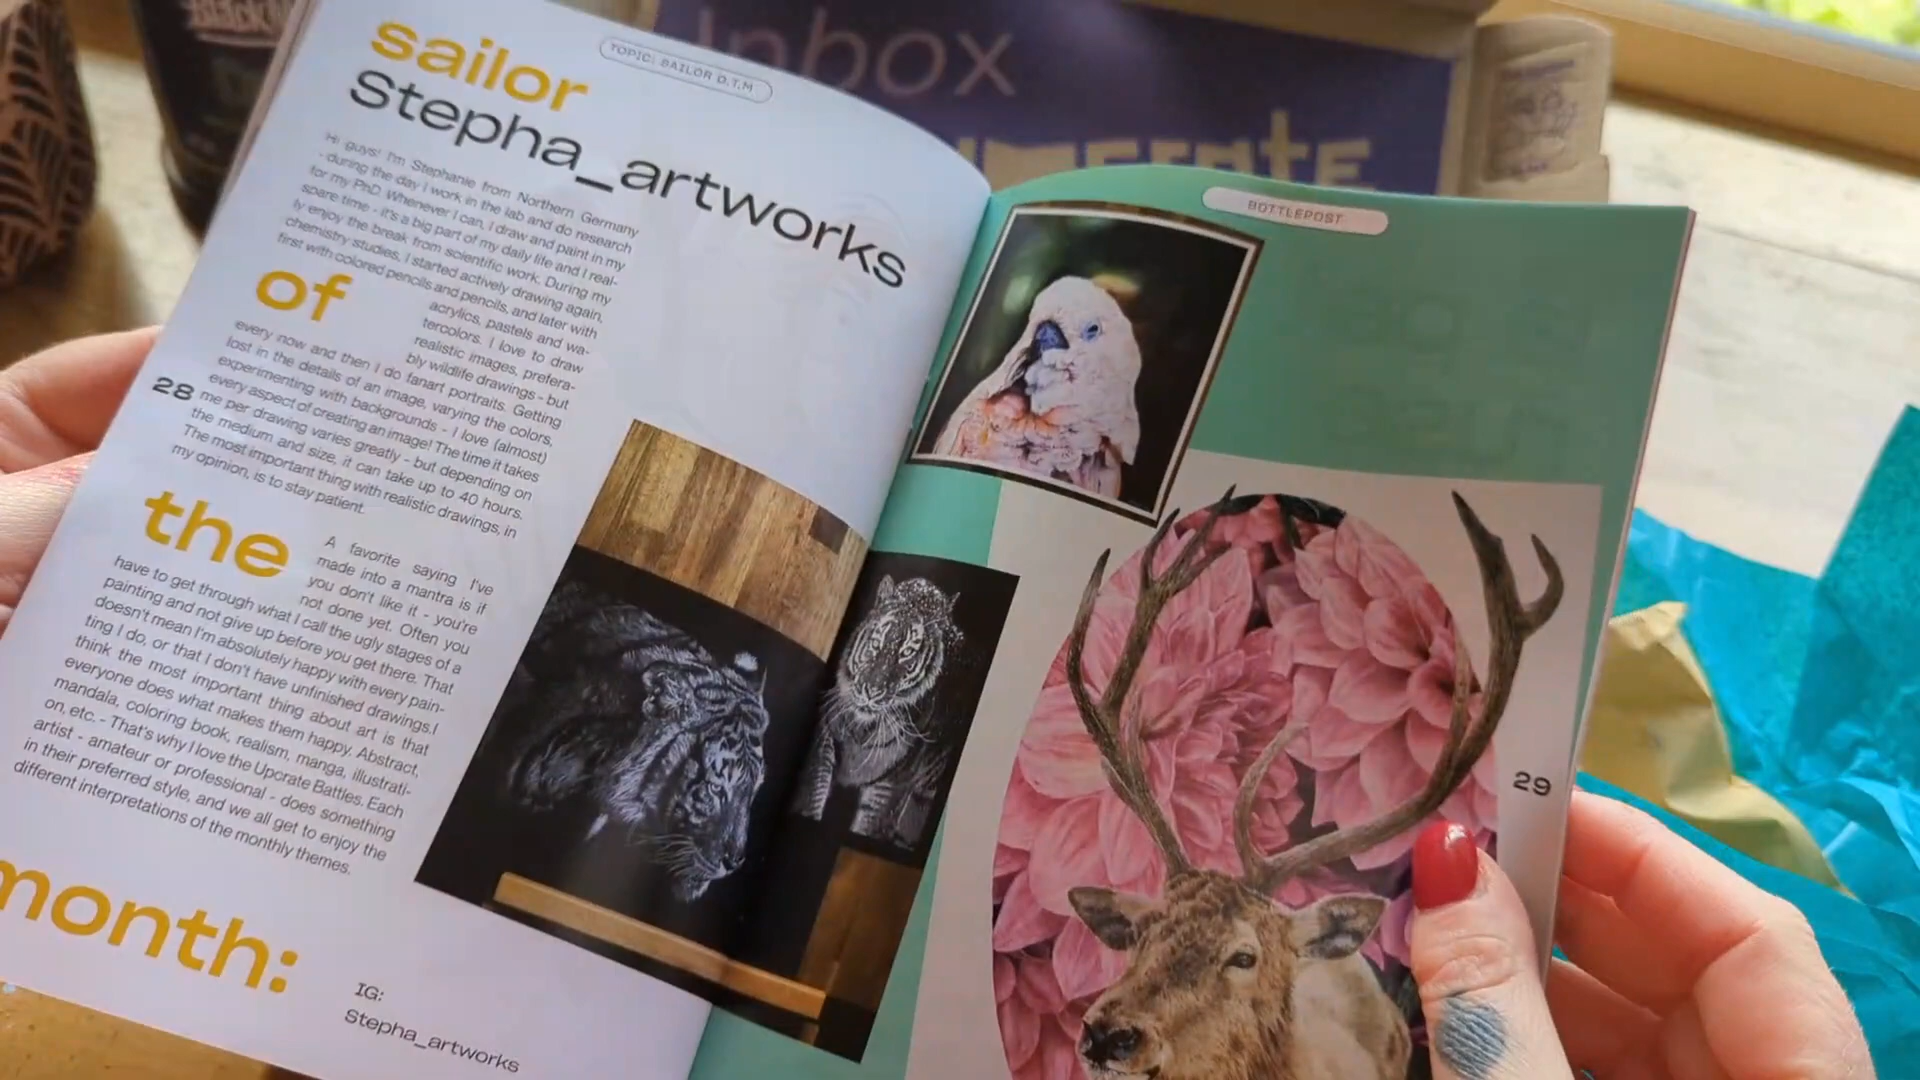 sailor
TOPIC: SAILOR O.T.M
Stepha_artworks
Hi guys! I'm Stephanie from Northern Germany
- during the day I work in the lab and do research
for my PhD. Whenever I can, I draw and paint in my
spare time - it's a big part of my daily life and I real-
ly enjoy the break from scientific work. During my
chemistry studies, I started actively drawing again,
first with colored pencils and pencils, and later with
of
acrylics, pastels and wa-
tercolors. I love to draw
realistic images, prefera-
bly wildlife drawings - but
every now and then I do fanart portraits. Getting
lost in the details of an image, varying the colors,
experimenting with backgrounds - I love (almost)
every aspect of creating an image! The time it takes
me per drawing varies greatly - but depending on
the medium and size, it can take up to 40 hours.
The most important thing with realistic drawings, in
my opinion, is to stay patient.
28
the
A favorite saying I've
made into a mantra is if
you don't like it - you're
not done yet. Often you
have to get through what I call the ugly stages of a
painting and not give up before you get there. That
doesn't mean I'm absolutely happy with every pain-
ting I do, or that I don't have unfinished drawings.I
think the most important thing about art is that
everyone does what makes them happy. Abstract,
mandala, coloring book, realism, manga, illustrati-
on, etc. - That's why I love the Upcrate Battles. Each
artist - amateur or professional - does something
in their preferred style, and we all get to enjoy the
different interpretations of the monthly themes.
month:
IG:
Stepha_artworks
BOTTLEPOST
29
inbox